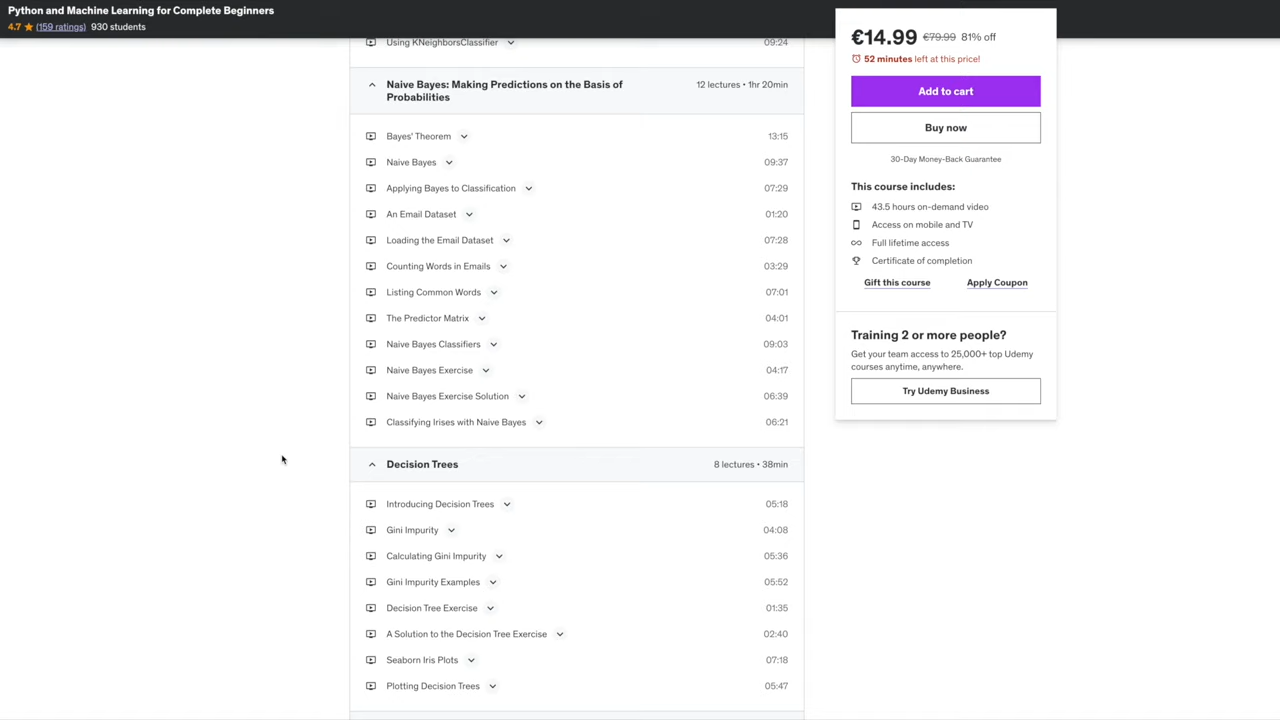 Python and Machine Learning for Complete Beginners
4.7 (159 ratings) 930 students
Using KNeighborsClassifier 09:24
Naive Bayes: Making Predictions on the Basis of Probabilities 12 lectures • 1hr 20min
Bayes' Theorem 13:15
Naive Bayes 09:37
Applying Bayes to Classification 07:29
An Email Dataset 01:20
Loading the Email Dataset 07:28
Counting Words in Emails 03:29
Listing Common Words 07:01
The Predictor Matrix 04:01
Naive Bayes Classifiers 09:03
Naive Bayes Exercise 04:17
Naive Bayes Exercise Solution 06:39
Classifying Irises with Naive Bayes 06:21
Decision Trees 8 lectures • 38min
Introducing Decision Trees 05:18
Gini Impurity 04:08
Calculating Gini Impurity 05:36
Gini Impurity Examples 05:52
Decision Tree Exercise 01:35
A Solution to the Decision Tree Exercise 02:40
Seaborn Iris Plots 07:18
Plotting Decision Trees 05:47
€14.99 €79.99 81% off
52 minutes left at this price!
Add to cart
Buy now
30-Day Money-Back Guarantee
This course includes:
43.5 hours on-demand video
Access on mobile and TV
Full lifetime access
Certificate of completion
Gift this course Apply Coupon
Training 2 or more people?
Get your team access to 25,000+ top Udemy
courses anytime, anywhere.
Try Udemy Business